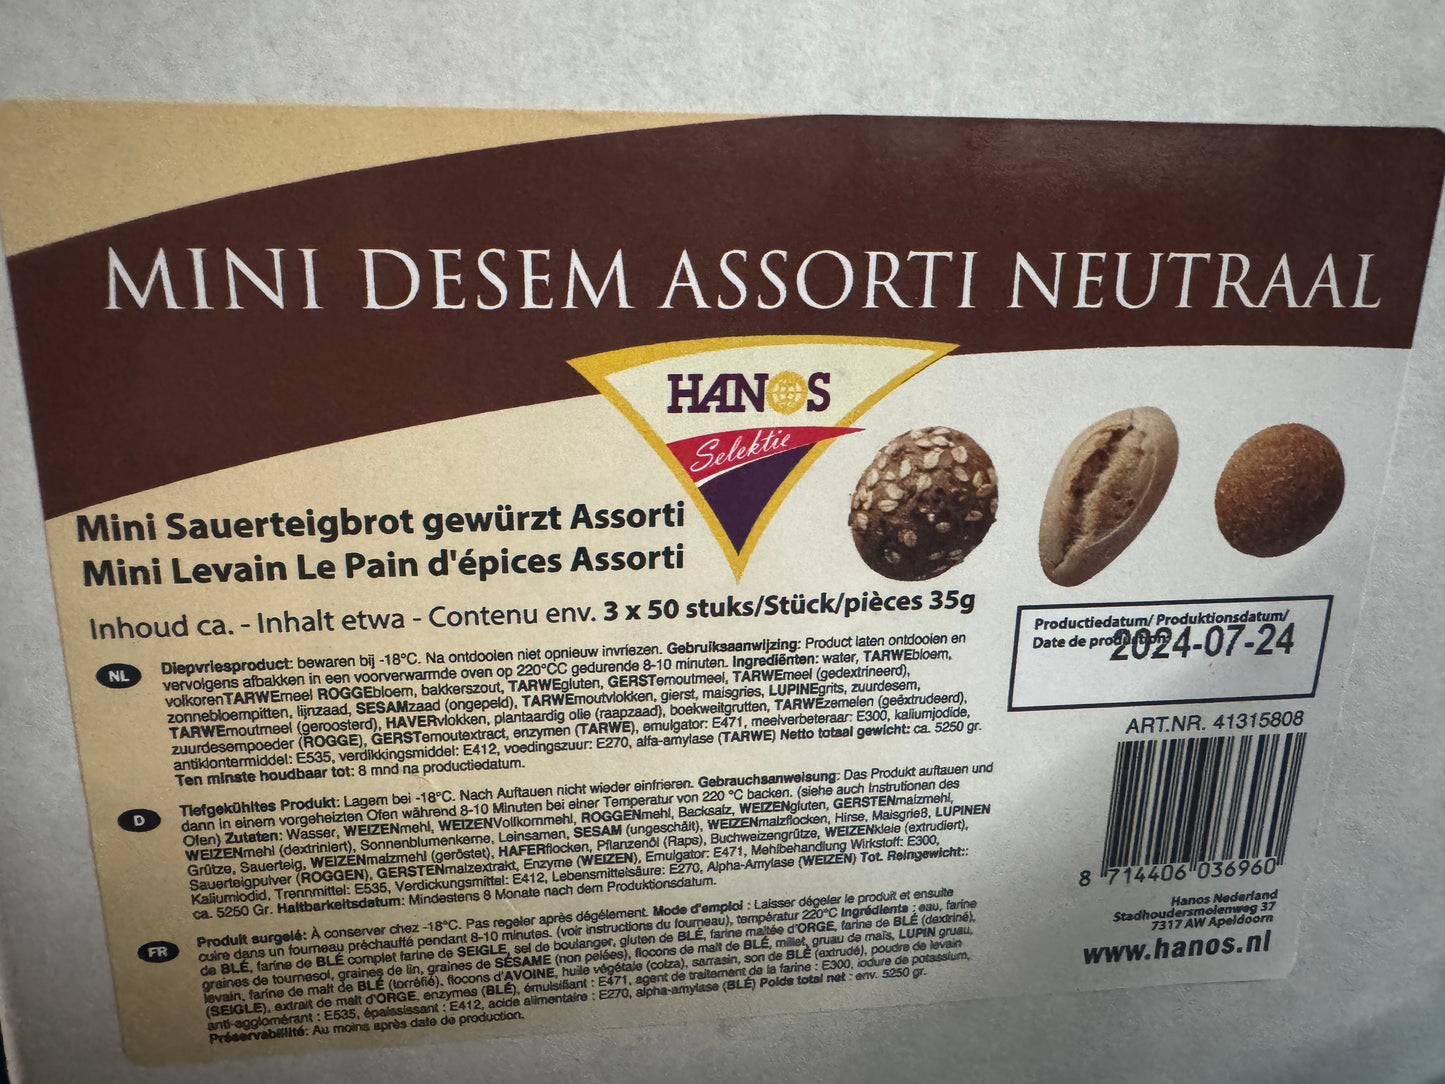 MINI DESEM ASSORTI NEUTRAAL
HANOS
Selektie
Mini Sauerteigbrot gewürzt Assorti
Mini Levain Le Pain d'épices Assorti
Inhoud ca. - Inhalt etwa - Contenu env. 3 x 50 stuks/Stück/pièces 35g
NL
Diepvriesproduct: bewaren bij -18°C. Na ontdooien niet opnieuw invriezen. Gebruiksaanwijzing: Product laten ontdooien en
vervolgens afbakken in een voorverwarmde oven op 220°CC gedurende 8-10 minuten. Ingrediënten: water, TARWEbloem,
volkorenTARWEmeel ROGGEbloem, bakkerszout, TARWEgluten, GERSTemoutmeel, TARWEmeel (gedextrineerd),
zonnebloempitten, lijnzaad, SESAMzaad (ongepeld), TARWEmoutvlokken, gierst, maisgries, LUPINEgrits, zuurdesem,
TARWEmoutmeel (geroosterd), HAVERvlokken, plantaardig olie (raapzaad), boekweitgrutten, TARWEzemelen (geëxtrudeerd),
zuurdesempoeder (ROGGE), GERSTemoutextract, enzymen (TARWE), emulgator: E471, meelverbeteraar: E300, kaliumjodide,
antiklontermiddel: E535, verdikkingsmiddel: E412, voedingszuur: E270, alfa-amylase (TARWE) Netto totaal gewicht: ca. 5250 gr.
Ten minste houdbaar tot: 8 mnd na productiedatum.
D
Tiefgekühltes Produkt: Lagern bei -18°C. Nach Auftauen nicht wieder einfrieren. Gebrauchsanweisung: Das Produkt auftauen und
dann in einem vorgeheizten Ofen während 8-10 Minuten bei einer Temperatur von 220 °C backen. (siehe auch Instrutionen des
Ofen) Zutaten: Wasser, WEIZENmehl, WEIZENVollkommehl, ROGGENmehl, Backsalz, WEIZENgluten, GERSTENmalzmehl,
WEIZENmehl (dextriniert), Sonnenblumenkerne, Leinsamen, SESAM (ungeschält), WEIZENmalzflocken, Hirse, Maisgrieß, LUPINEN
Grütze, Sauerteig, WEIZENmalzmehl (geröstet), HAFERflocken, Pflanzenöl (Raps), Buchweizengrütze, WEIZENkleie (extrudiert),
Sauerteigpulver (ROGGEN), GERSTENmalzextrakt, Enzyme (WEIZEN), Emulgator: E471, Mehlbehandlung Wirkstoff: E300,
Kaliumiodid, Trennmittel: E535, Verdickungsmittel: E412, Lebensmittelsäure: E270, Alpha-Amylase (WEIZEN) Tot. Reingewicht::
ca. 5250 Gr. Haltbarkeitsdatum: Mindestens 8 Monate nach dem Produktionsdatum.
FR
Produit surgelé: À conserver chez -18°C. Pas regeler après dégélement. Mode d'emploi : Laisser dégeler le produit et ensuite
cuire dans un fourneau préchauffé pendant 8-10 minutes. (voir instructions du fourneau), températur 220°C Ingrédients : eau, farine
de BLÉ, farine de BLÉ complet farine de SEIGLE, sel de boulanger, gluten de BLÉ, farine maltée d'ORGE, farine de BLÉ (dextriné),
graines de tournesol, graines de lin, graines de SÉSAME (non pelées), flocons de malt de BLÉ, millet, gruau de maïs, LUPIN gruau,
levain, farine de malt de BLÉ (torréfié), flocons d'AVOINE, huile végétale (colza), sarrasin, son de BLÉ (extrudé), poudre de levain
(SEIGLE), extrait de malt d'ORGE, enzymes (BLÉ), émulsifiant : E471, agent de traitement de la farine : E300, iodure de potassium,
anti-agglomérant : E535, épaississant : E412, acide alimentaire : E270, alpha-amylase (BLÉ) Poids total net : env. 5250 gr.
Préservabilité: Au moins après date de production.
Productiedatum/ Produktionsdatum/
Date de production:
2024-07-24
ART.NR. 41315808
8 714406 036960
Hanos Nederland
Stadhoudersmolenweg 37
7317 AW Apeldoorn
www.hanos.nl